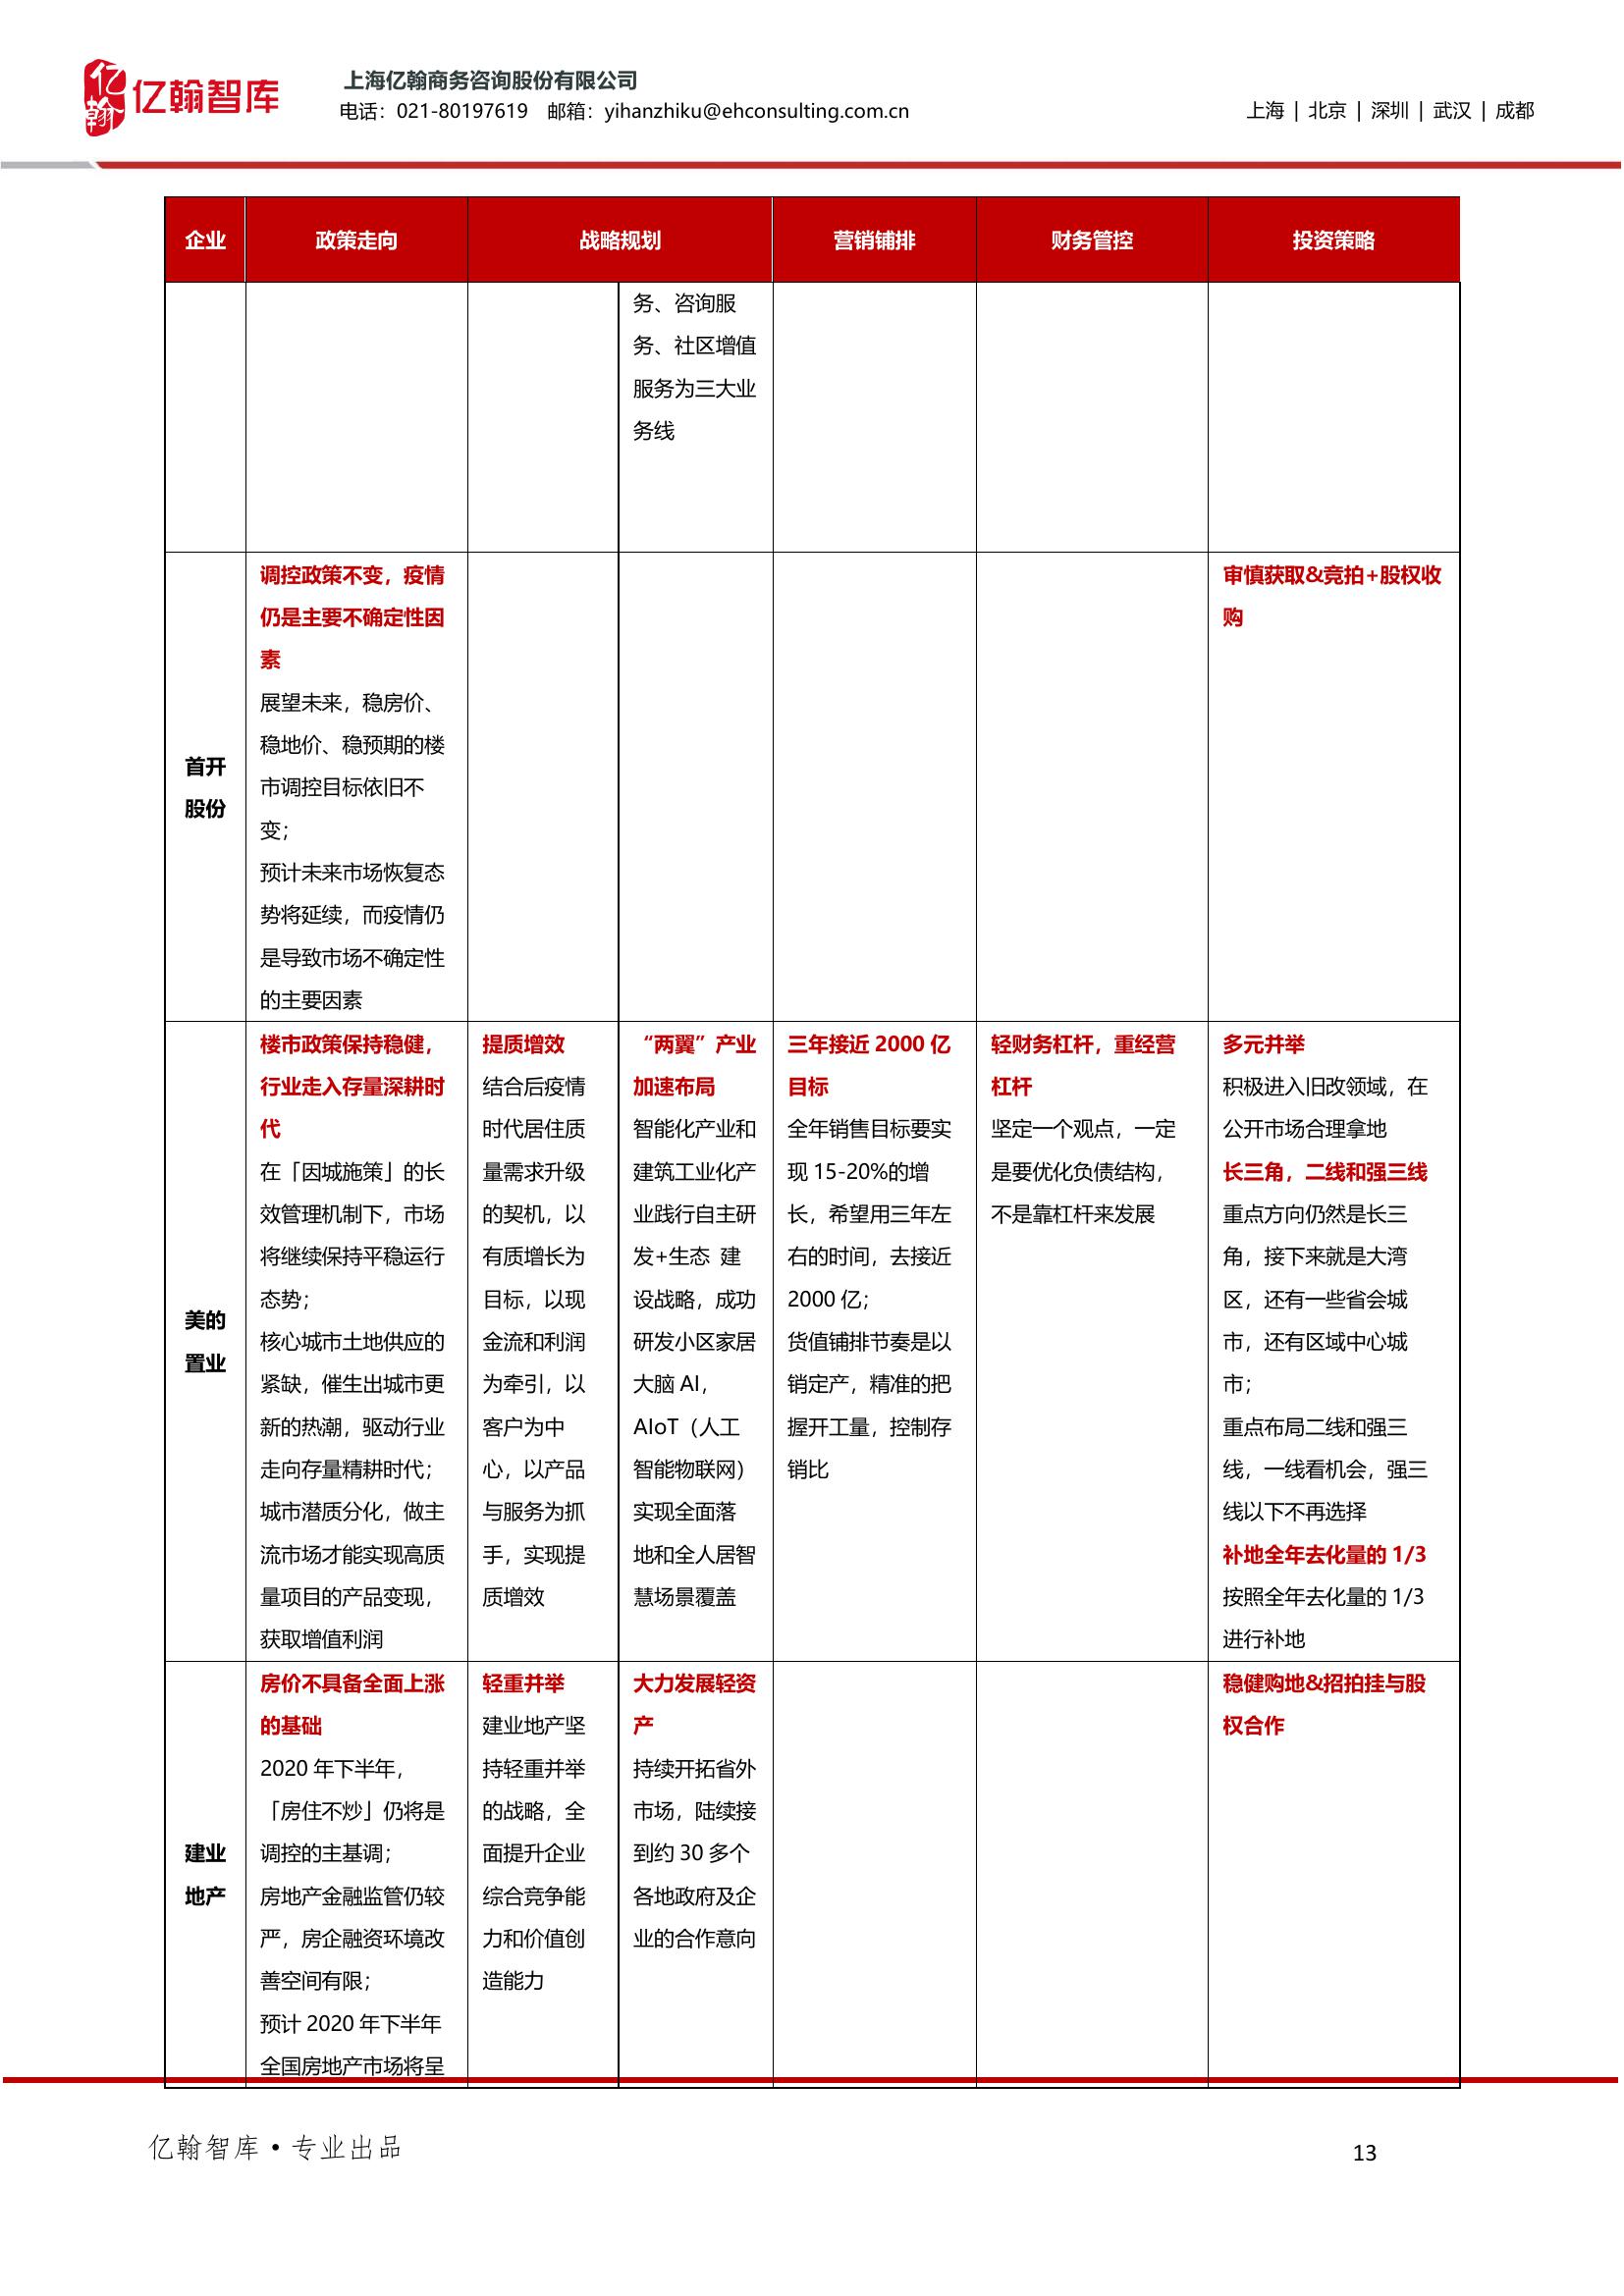 亿翰
亿翰智库
上海亿翰商务咨询股份有限公司
电话：021-80197619 邮箱：yihanzhiku@ehconsulting.com.cn
上海 | 北京 | 深圳 | 武汉 | 成都
企业 政策走向 战略规划 营销铺排 财务管控 投资策略
务、咨询服
务、社区增值
服务为三大业
务线
首开
股份
调控政策不变，疫情
仍是主要不确定性因
素
展望未来，稳房价、
稳地价、稳预期的楼
市调控目标依旧不
变；
预计未来市场恢复态
势将延续，而疫情仍
是导致市场不确定性
的主要因素
审慎获取&竞拍+股权收
购
美的
置业
楼市政策保持稳健，
行业走入存量深耕时
代
在「因城施策」的长
效管理机制下，市场
将继续保持平稳运行
态势；
核心城市土地供应的
紧缺，催生出城市更
新的热潮，驱动行业
走向存量精耕时代；
城市潜质分化，做主
流市场才能实现高质
量项目的产品变现，
获取增值利润
提质增效
结合后疫情
时代居住质
量需求升级
的契机，以
有质增长为
目标，以现
金流和利润
为牵引，以
客户为中
心，以产品
与服务为抓
手，实现提
质增效
“两翼”产业
加速布局
智能化产业和
建筑工业化产
业践行自主研
发+生态 建
设战略，成功
研发小区家居
大脑 AI，
AIoT（人工
智能物联网）
实现全面落
地和全人居智
慧场景覆盖
三年接近 2000 亿
目标
全年销售目标要实
现 15-20%的增
长，希望用三年左
右的时间，去接近
2000 亿；
货值铺排节奏是以
销定产，精准的把
握开工量，控制存
销比
轻财务杠杆，重经营
杠杆
坚定一个观点，一定
是要优化负债结构，
不是靠杠杆来发展
多元并举
积极进入旧改领域，在
公开市场合理拿地
长三角，二线和强三线
重点方向仍然是长三
角，接下来就是大湾
区，还有一些省会城
市，还有区域中心城
市；
重点布局二线和强三
线，一线看机会，强三
线以下不再选择
补地全年去化量的 1/3
按照全年去化量的 1/3
进行补地
建业
地产
房价不具备全面上涨
的基础
2020 年下半年，
「房住不炒」仍将是
调控的主基调；
房地产金融监管仍较
严，房企融资环境改
善空间有限；
预计 2020 年下半年
全国房地产市场将呈
轻重并举
建业地产坚
持轻重并举
的战略，全
面提升企业
综合竞争能
力和价值创
造能力
大力发展轻资
产
持续开拓省外
市场，陆续接
到约 30 多个
各地政府及企
业的合作意向
稳健购地&招拍挂与股
权合作
亿翰智库·专业出品
13